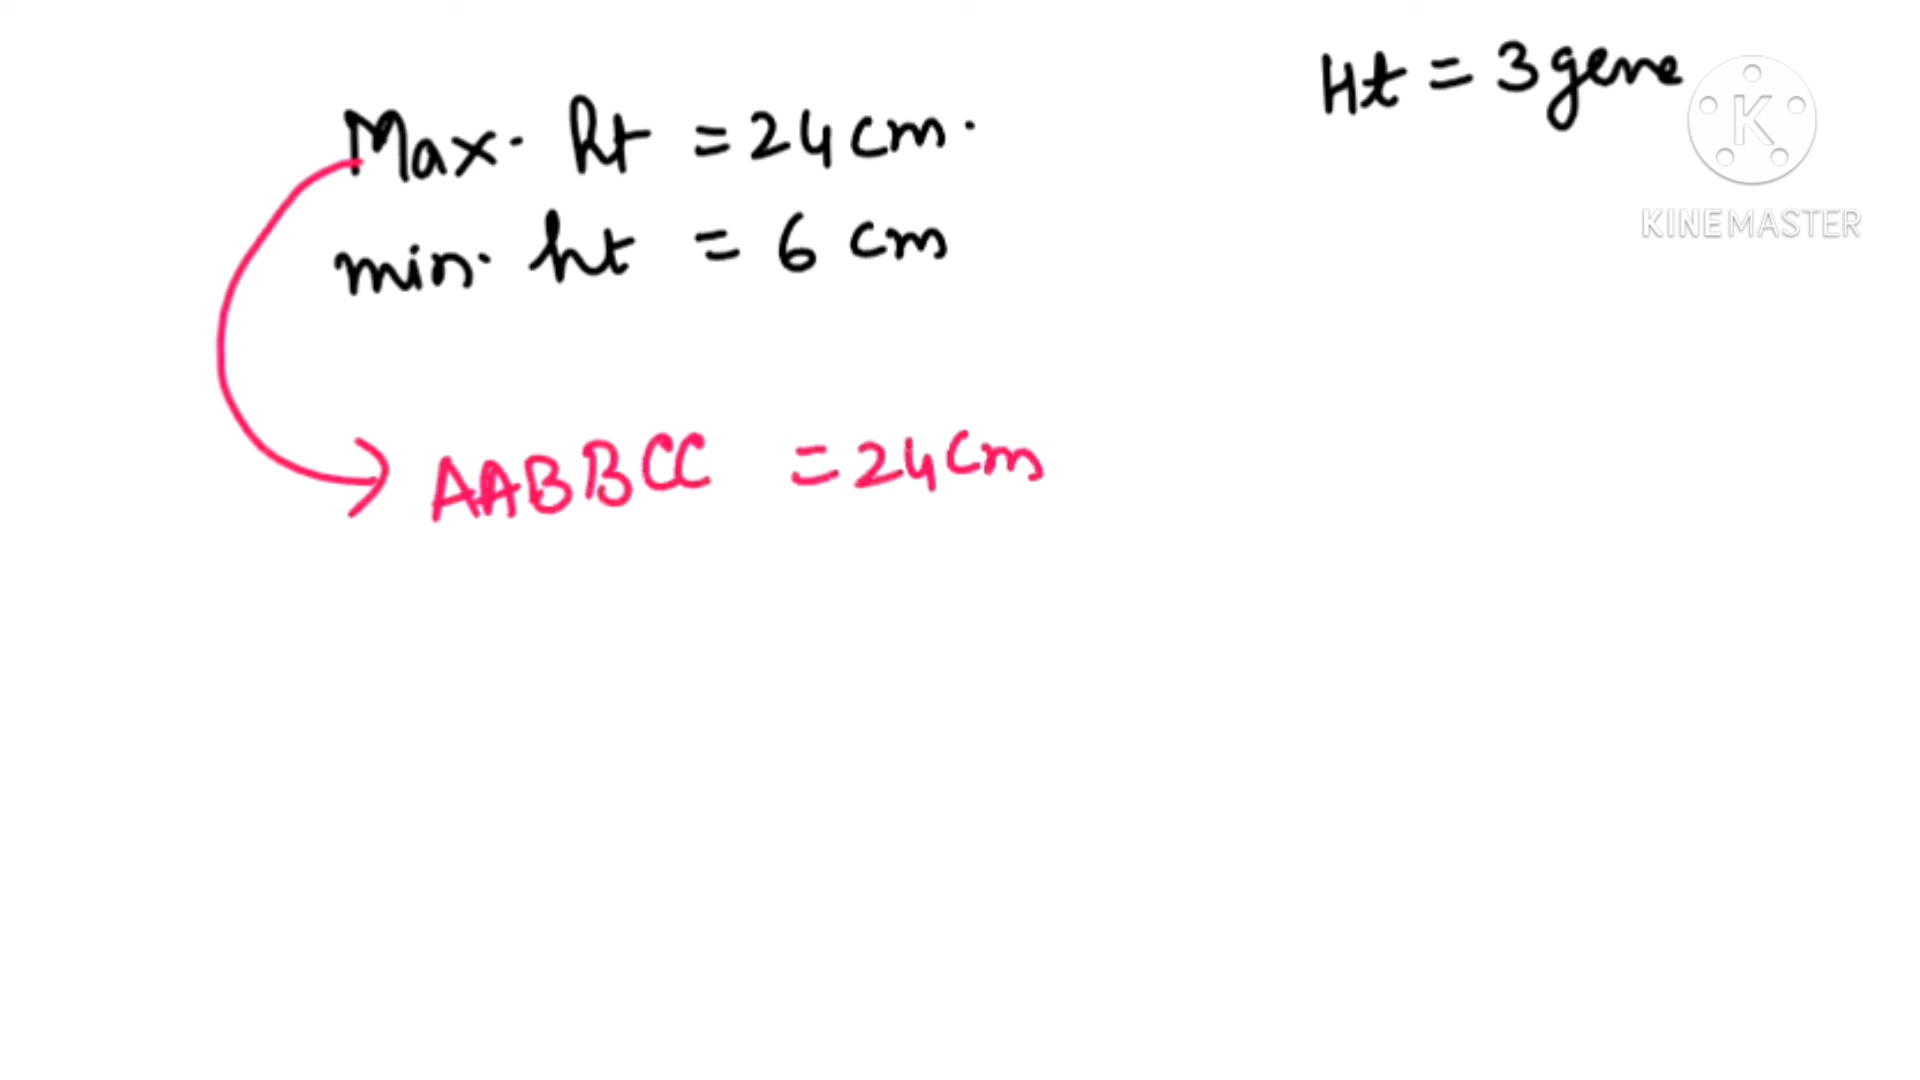 Ht = 3 gene
Max. ht = 24 cm.
min. ht = 6 cm
AABBCC = 24 cm
K
KINEMASTER